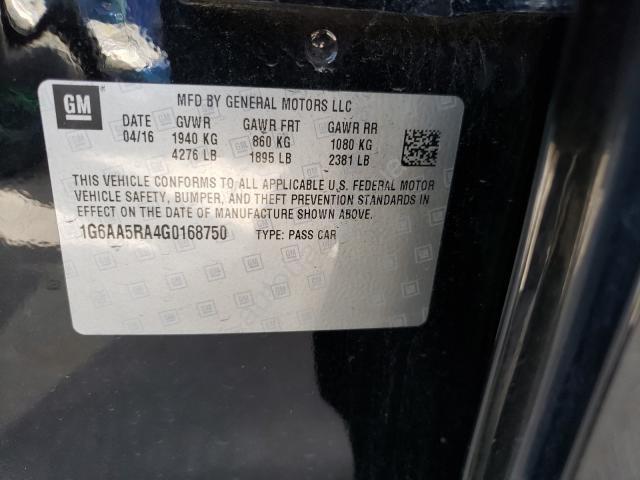 GM
MFD BY GENERAL MOTORS LLC
DATE GVWR GAWR FRT GAWR RR
04/16 1940 KG 860 KG 1080 KG
4276 LB 1895 LB 2381 LB
THIS VEHICLE CONFORMS TO ALL APPLICABLE U.S. FEDERAL MOTOR
VEHICLE SAFETY, BUMPER, AND THEFT PREVENTION STANDARDS
IN EFFECT ON THE DATE OF MANUFACTURE SHOWN ABOVE.
1G6AA5RA4G0168750 TYPE: PASS CAR